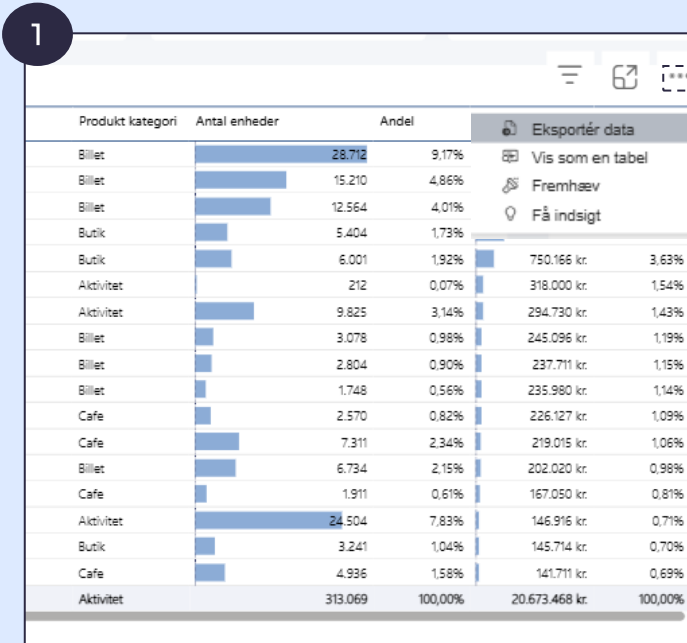 1
Produkt kategori Antal enheder Andel
Eksportér data
Vis som en tabel
Fremhæv
Få indsigt
Billet 28.712 9,17%
Billet 15.210 4,86%
Billet 12.564 4,01%
Butik 5.404 1,73%
Butik 6.001 1,92% 750.166 kr. 3,63%
Aktivitet 212 0,07% 318.000 kr. 1,54%
Aktivitet 9.825 3,14% 294.730 kr. 1,43%
Billet 3.078 0,98% 245.096 kr. 1,19%
Billet 2.804 0,90% 237.711 kr. 1,15%
Billet 1.748 0,56% 235.980 kr. 1,14%
Cafe 2.570 0,82% 226.127 kr. 1,09%
Cafe 7.311 2,34% 219.015 kr. 1,06%
Billet 6.734 2,15% 202.020 kr. 0,98%
Cafe 1.911 0,61% 167.050 kr. 0,81%
Aktivitet 24.504 7,83% 146.916 kr. 0,71%
Butik 3.241 1,04% 145.714 kr. 0,70%
Cafe 4.936 1,58% 141.711 kr. 0,69%
Aktivitet 313.069 100,00% 20.673.468 kr. 100,00%